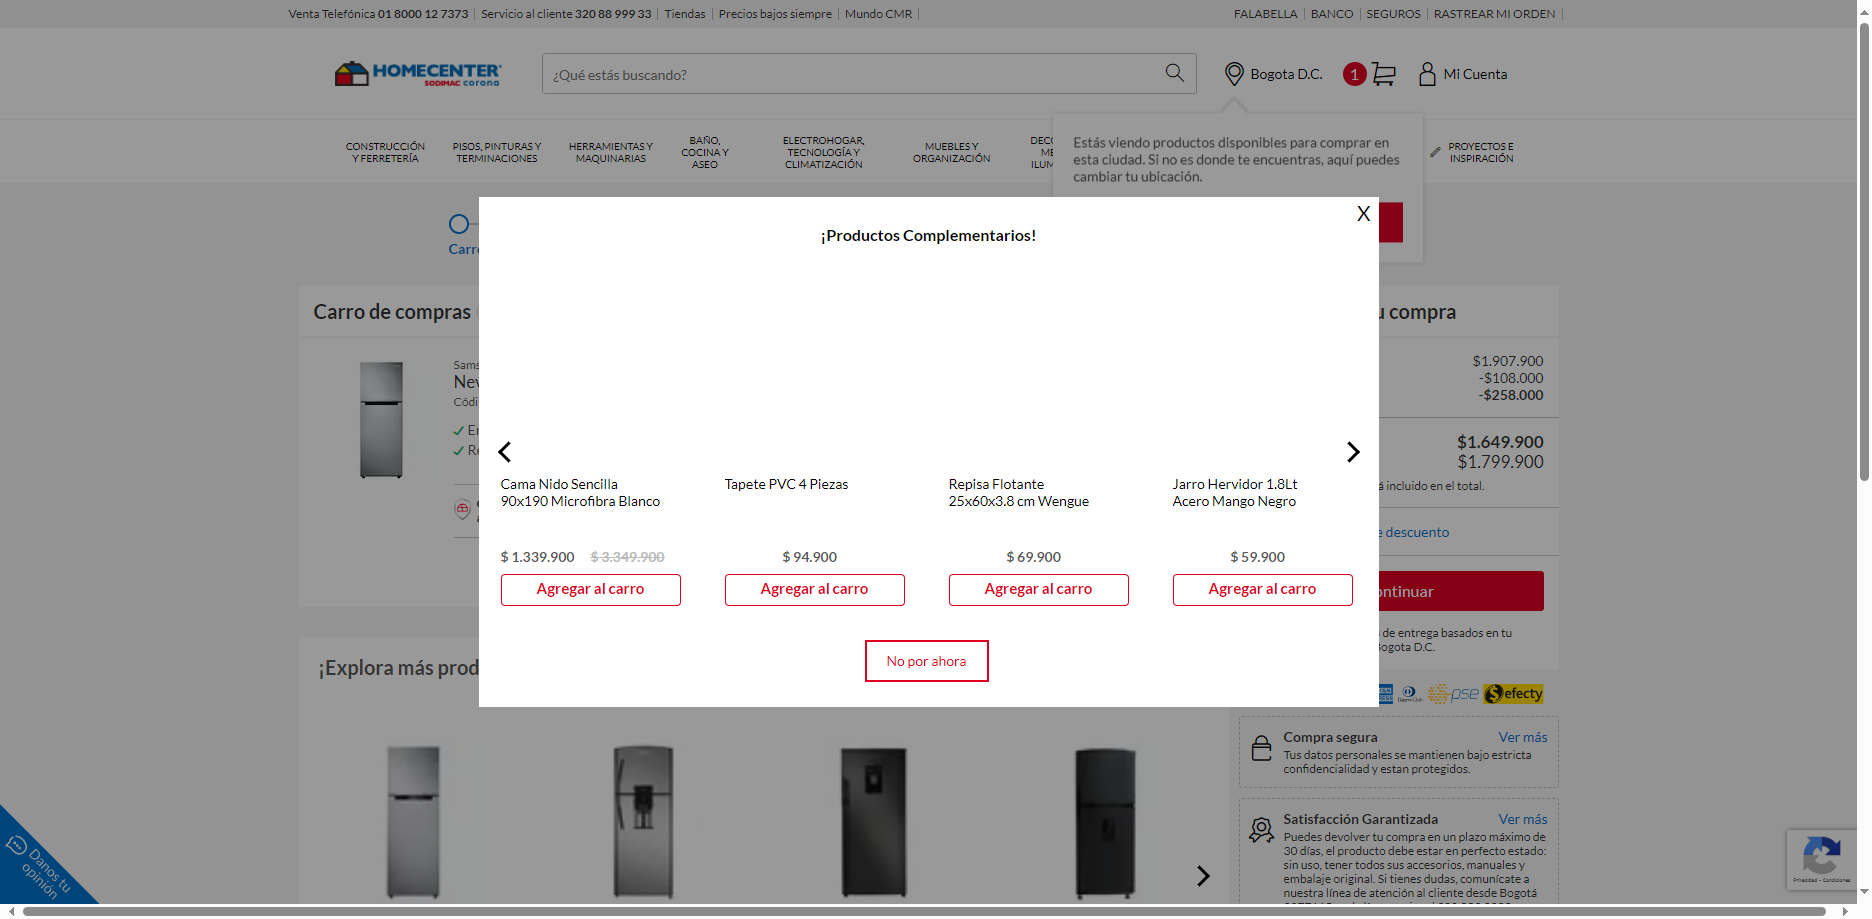 Venta Telefónica 01 8000 12 7373
Servicio al cliente 320 88 999 33
Tiendas
Precios bajos siempre
Mundo CMR
FALABELLA
BANCO
SEGUROS
RASTREAR MI ORDEN
HOMECENTER
SODIMAC corona
¿Qué estás buscando?
Bogota D.C.
1
Mi Cuenta
CONSTRUCCIÓN
Y FERRETERÍA
PISOS, PINTURAS Y
TERMINACIONES
HERRAMIENTAS Y
MAQUINARIAS
BAÑO,
COCINA Y
ASEO
ELECTROHOGAR,
TECNOLOGÍA Y
CLIMATIZACIÓN
MUEBLES Y
ORGANIZACIÓN
PROYECTOS E
INSPIRACIÓN
Estás viendo productos disponibles para comprar en
esta ciudad. Si no es donde te encuentras, aquí puedes
cambiar tu ubicación.
X
¡Productos Complementarios!
Carro de compras
compra
$1.907.900
-$108.000
-$258.000
$1.649.900
$1.799.900
incluido en el total.
descuento
Cama Nido Sencilla
90x190 Microfibra Blanco
$ 1.339.900 $ 3.349.900
Agregar al carro
Tapete PVC 4 Piezas
$ 94.900
Agregar al carro
Repisa Flotante
25x60x3.8 cm Wengue
$ 69.900
Agregar al carro
Jarro Hervidor 1.8Lt
Acero Mango Negro
$ 59.900
Agregar al carro
No por ahora
de entrega basados en tu
Bogota D.C.
¡Explora más prod
pse
efecty
Compra segura
Ver más
Tus datos personales se mantienen bajo estricta
confidencialidad y estan protegidos.
Satisfacción Garantizada
Ver más
Puedes devolver tu compra en un plazo máximo de
30 días, el producto debe estar en perfecto estado:
sin uso, tener todos sus accesorios, manuales y
embalaje original. Si tienes dudas, comunícate a
nuestra línea de atención al cliente desde Bogotá
Danos tu
opinión
Privacidad - Condiciones